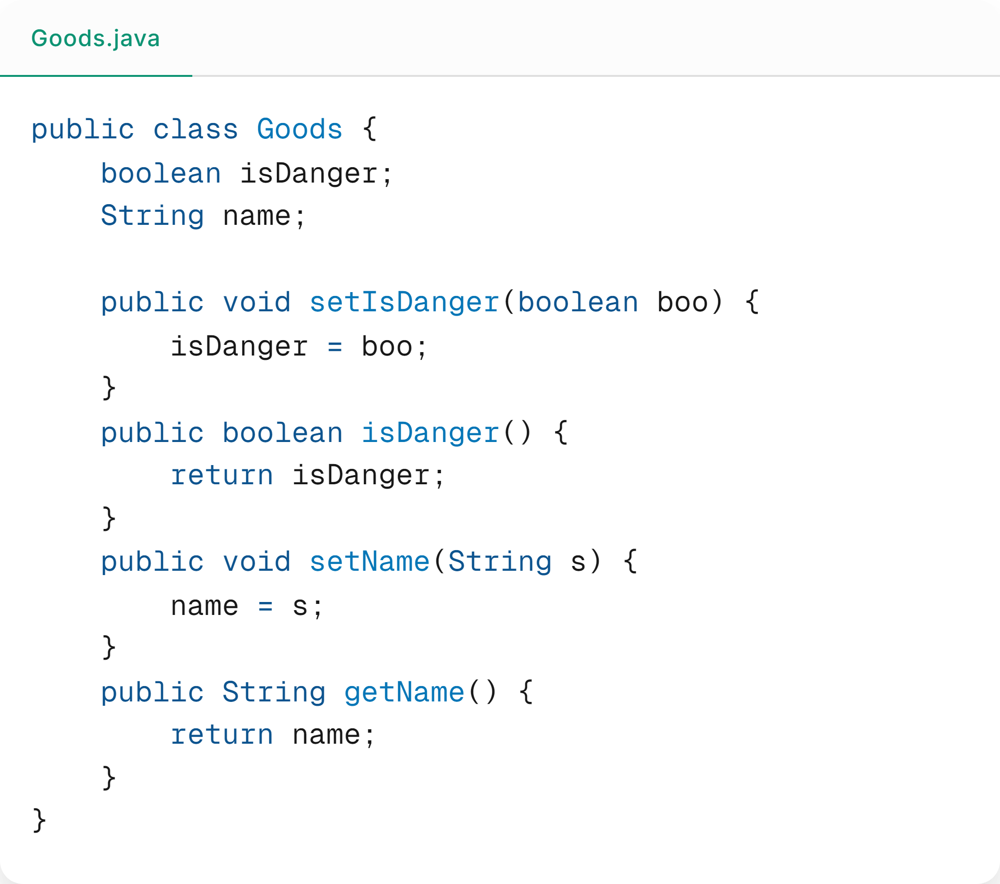 Goods.java
public class Goods {
    boolean isDanger;
    String name;

    public void setIsDanger(boolean boo) {
        isDanger = boo;
    }
    public boolean isDanger() {
        return isDanger;
    }
    public void setName(String s) {
        name = s;
    }
    public String getName() {
        return name;
    }
}